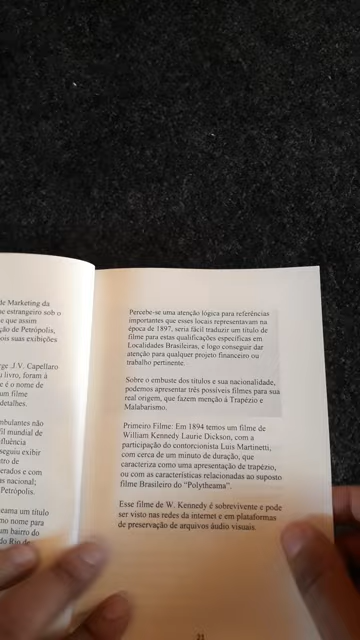 de Marketing da
estrangeiro sob o
e que assim
ção de Petrópolis,
suas exibições
rge .J.V. Capellaro
livro, foram à
e é o nome de
um filme
detalhes.
mbulantes não
fil mundial de
fluência
seguiu exibir
tro de
erados e com
s nacional;
Petrópolis.
eama um título
mo nome para
um bairro do
do Rio de
Percebe-se uma atenção lógica para referências
importantes que esses locais representavam na
época de 1897, seria fácil traduzir um título de
filme para estas qualificações específicas em
Localidades Brasileiras, e logo conseguir dar
atenção para qualquer projeto financeiro ou
trabalho pertinente.
Sobre o embuste dos títulos e sua nacionalidade,
podemos apresentar três possíveis filmes para sua
real origem, que fazem menção à Trapézio e
Malabarismo.
Primeiro Filme: Em 1894 temos um filme de
William Kennedy Laurie Dickson, com a
participação do contorcionista Luis Martinetti,
com cerca de um minuto de duração, que
caracteriza como uma apresentação de trapézio,
ou com as características relacionadas ao suposto
filme Brasileiro do “Polytheama”.
Esse filme de W. Kennedy é sobrevivente e pode
ser visto nas redes da internet e em plataformas
de preservação de arquivos áudio visuais.
21